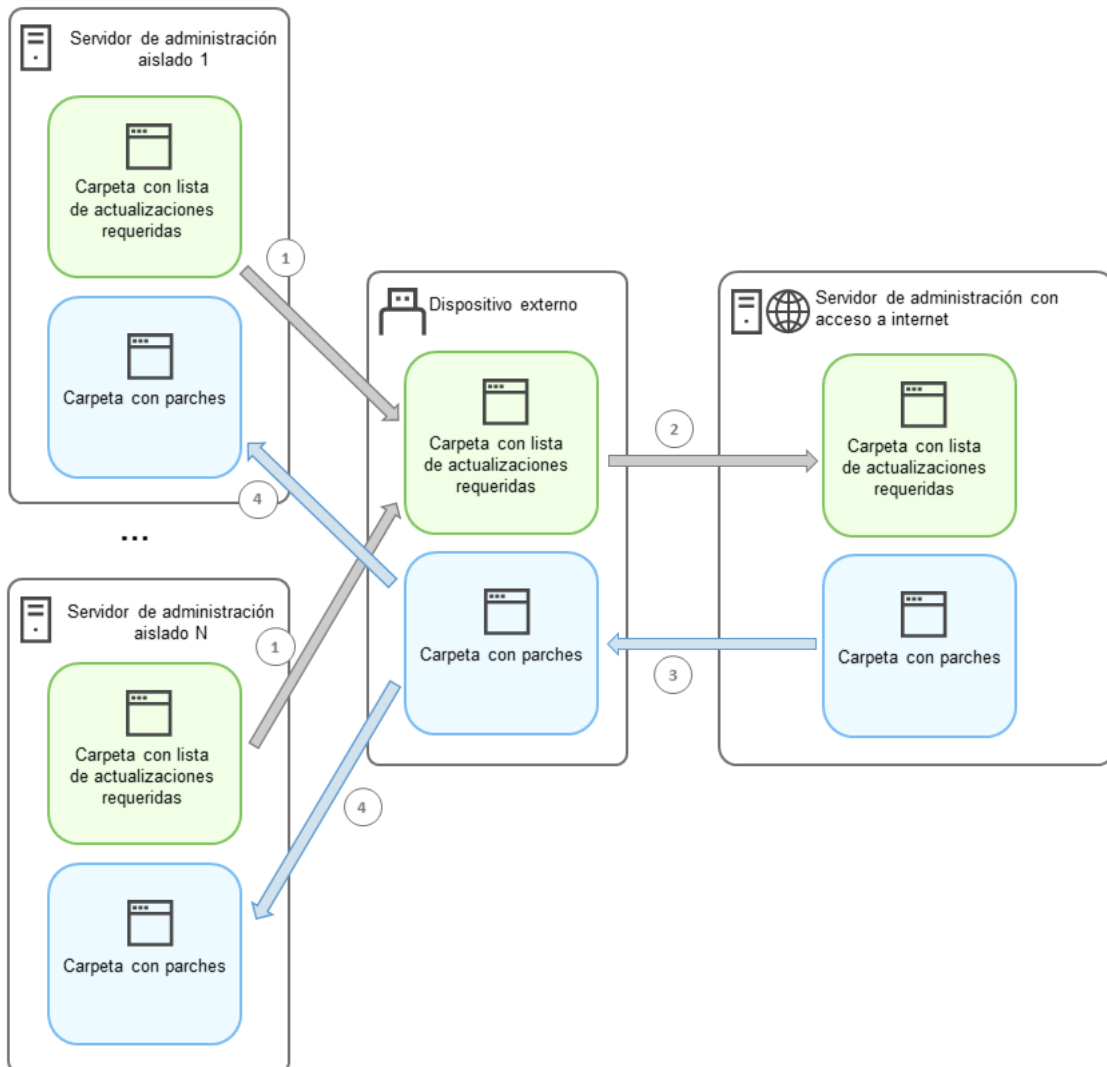 Servidor de administración
aislado 1
Carpeta con lista
de actualizaciones
requeridas
1
Carpeta con parches
4
...
Servidor de administración
aislado N
1
Carpeta con lista
de actualizaciones
requeridas
4
Carpeta con parches
Dispositivo externo
Carpeta con lista
de actualizaciones
requeridas
2
Carpeta con parches
3
Servidor de administración con
acceso a internet
Carpeta con lista
de actualizaciones
requeridas
Carpeta con parches